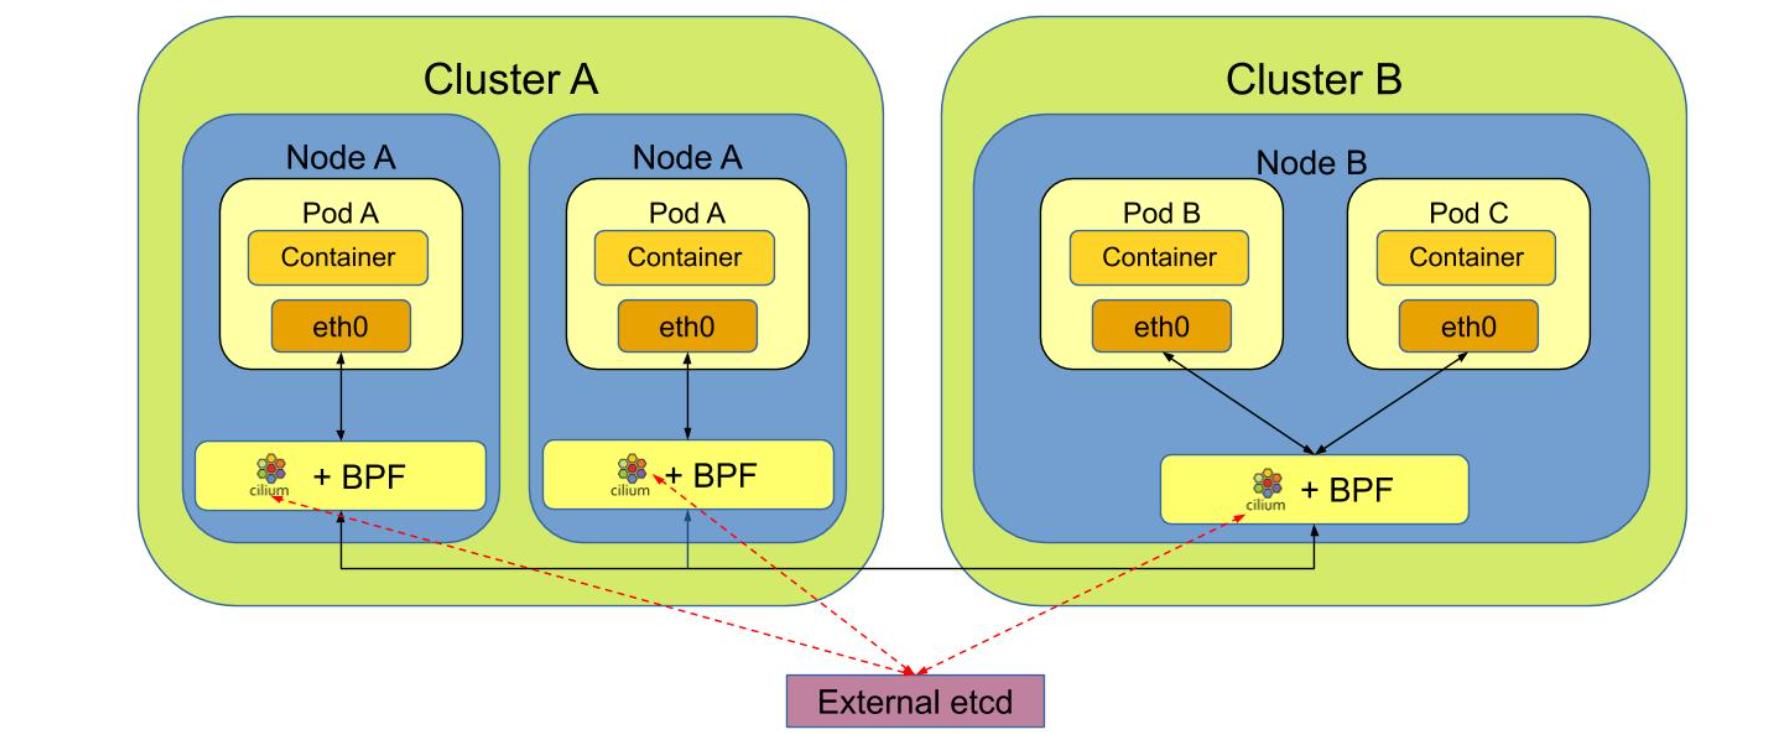 Cluster A
Node A
Pod A
Container
eth0
cilium + BPF
Node A
Pod A
Container
eth0
cilium + BPF
Cluster B
Node B
Pod B
Container
eth0
Pod C
Container
eth0
cilium + BPF
External etcd